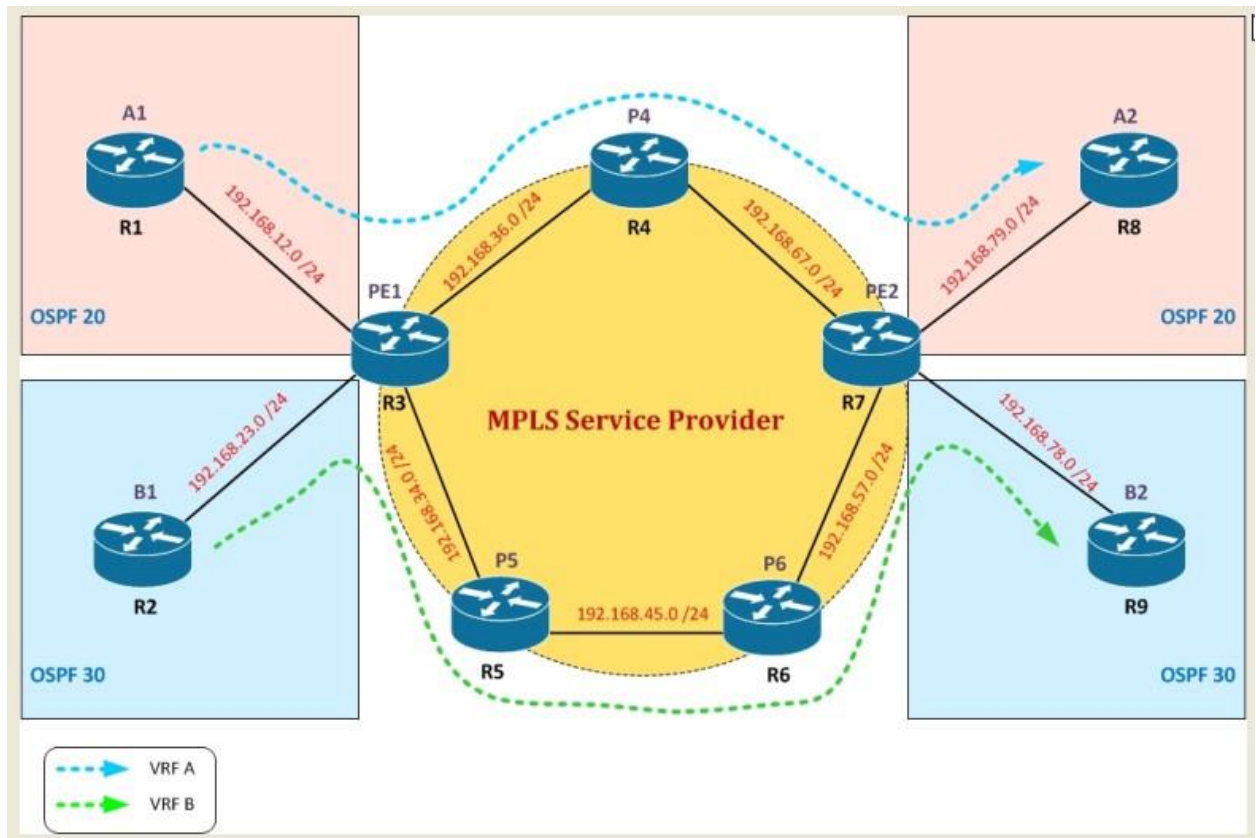 A1
R1
192.168.12.0 /24
OSPF 20
P4
R4
A2
R8
192.168.79.0 /24
OSPF 20
192.168.36.0 /24
192.168.67.0 /24
PE1
R3
PE2
R7
MPLS Service Provider
192.168.23.0 /24
B1
R2
OSPF 30
192.168.34.0 /24
192.168.57.0 /24
192.168.78.0 /24
B2
R9
OSPF 30
P5
R5
192.168.45.0 /24
P6
R6
VRF A
VRF B